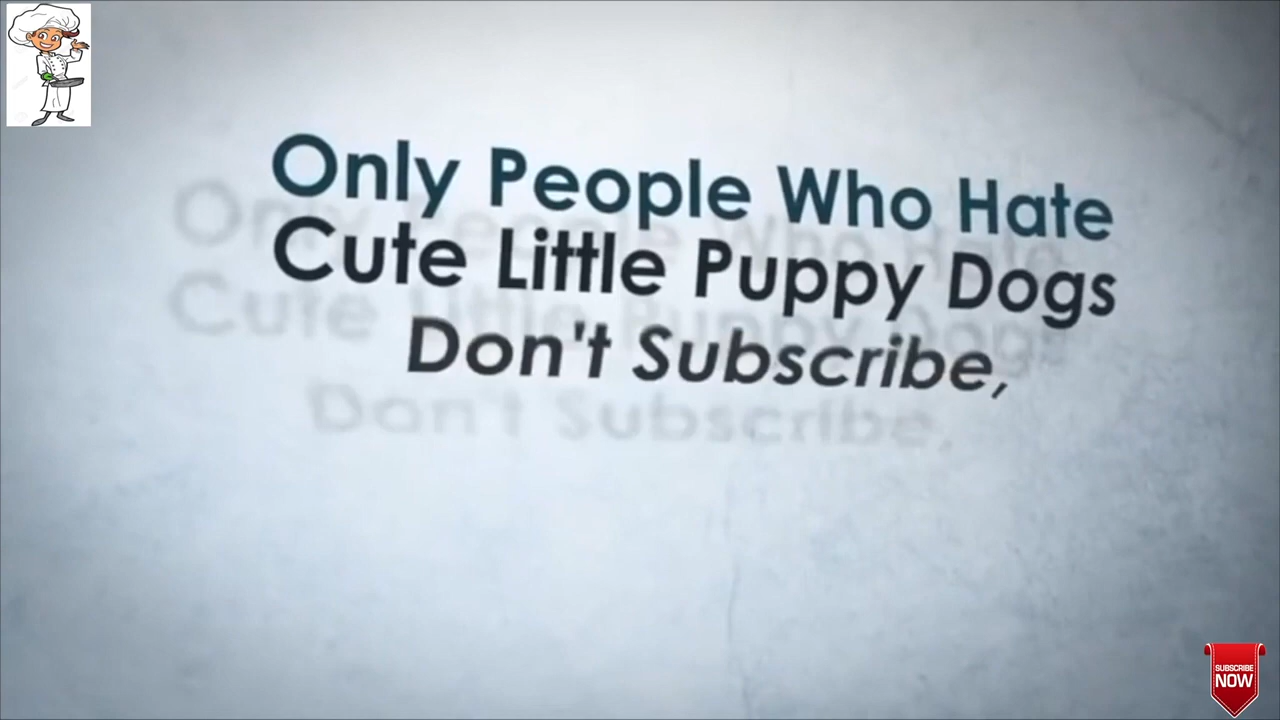 Only People Who Hate
Cute Little Puppy Dogs
Don't Subscribe,
SUBSCRIBE
NOW